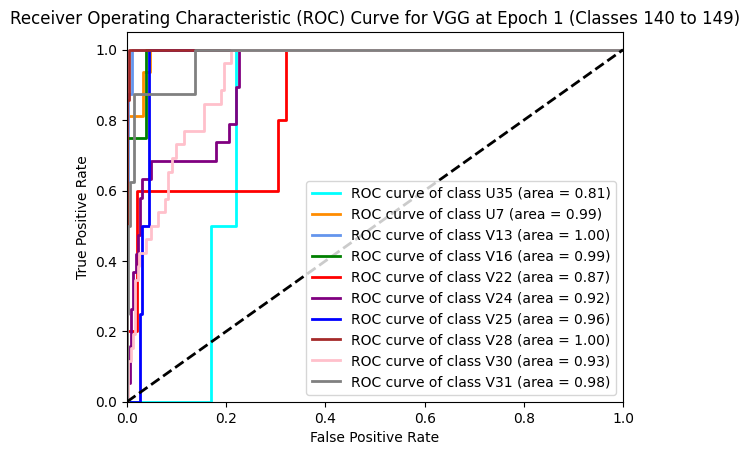 Receiver Operating Characteristic (ROC) Curve for VGG at Epoch 1 (Classes 140 to 149)
True Positive Rate
1.0
0.8
0.6
0.4
0.2
0.0
ROC curve of class U35 (area = 0.81)
ROC curve of class U7 (area = 0.99)
ROC curve of class V13 (area = 1.00)
ROC curve of class V16 (area = 0.99)
ROC curve of class V22 (area = 0.87)
ROC curve of class V24 (area = 0.92)
ROC curve of class V25 (area = 0.96)
ROC curve of class V28 (area = 1.00)
ROC curve of class V30 (area = 0.93)
ROC curve of class V31 (area = 0.98)
0.0 0.2 0.4 0.6 0.8 1.0
False Positive Rate